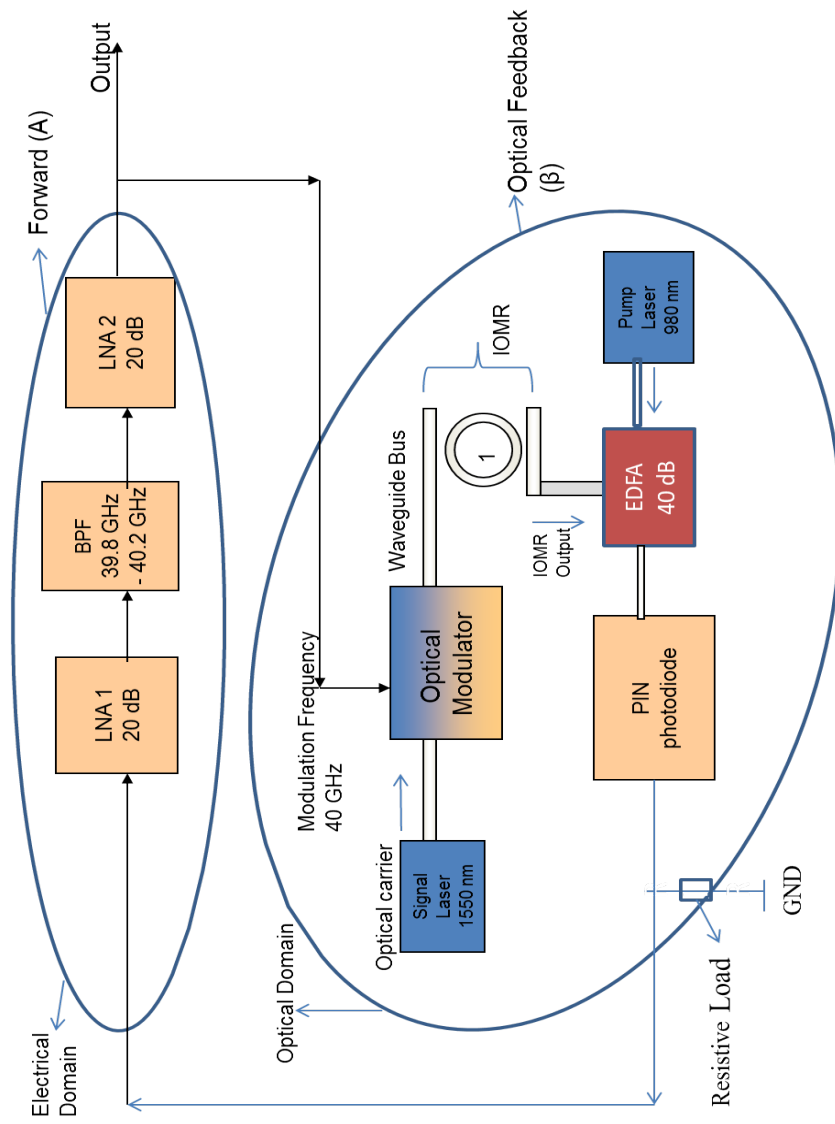 Electrical
Domain
Forward (A)
LNA 1
20 dB
BPF
39.8 GHz
- 40.2 GHz
LNA 2
20 dB
Output
Modulation Frequency
40 GHz
Optical Domain
Optical carrier
Signal
Laser
1550 nm
Optical
Modulator
Waveguide Bus
1
IOMR
IOMR
Output
Optical Feedback
(β)
PIN
photodiode
EDFA
40 dB
Pump
Laser
980 nm
GND
Resistive Load